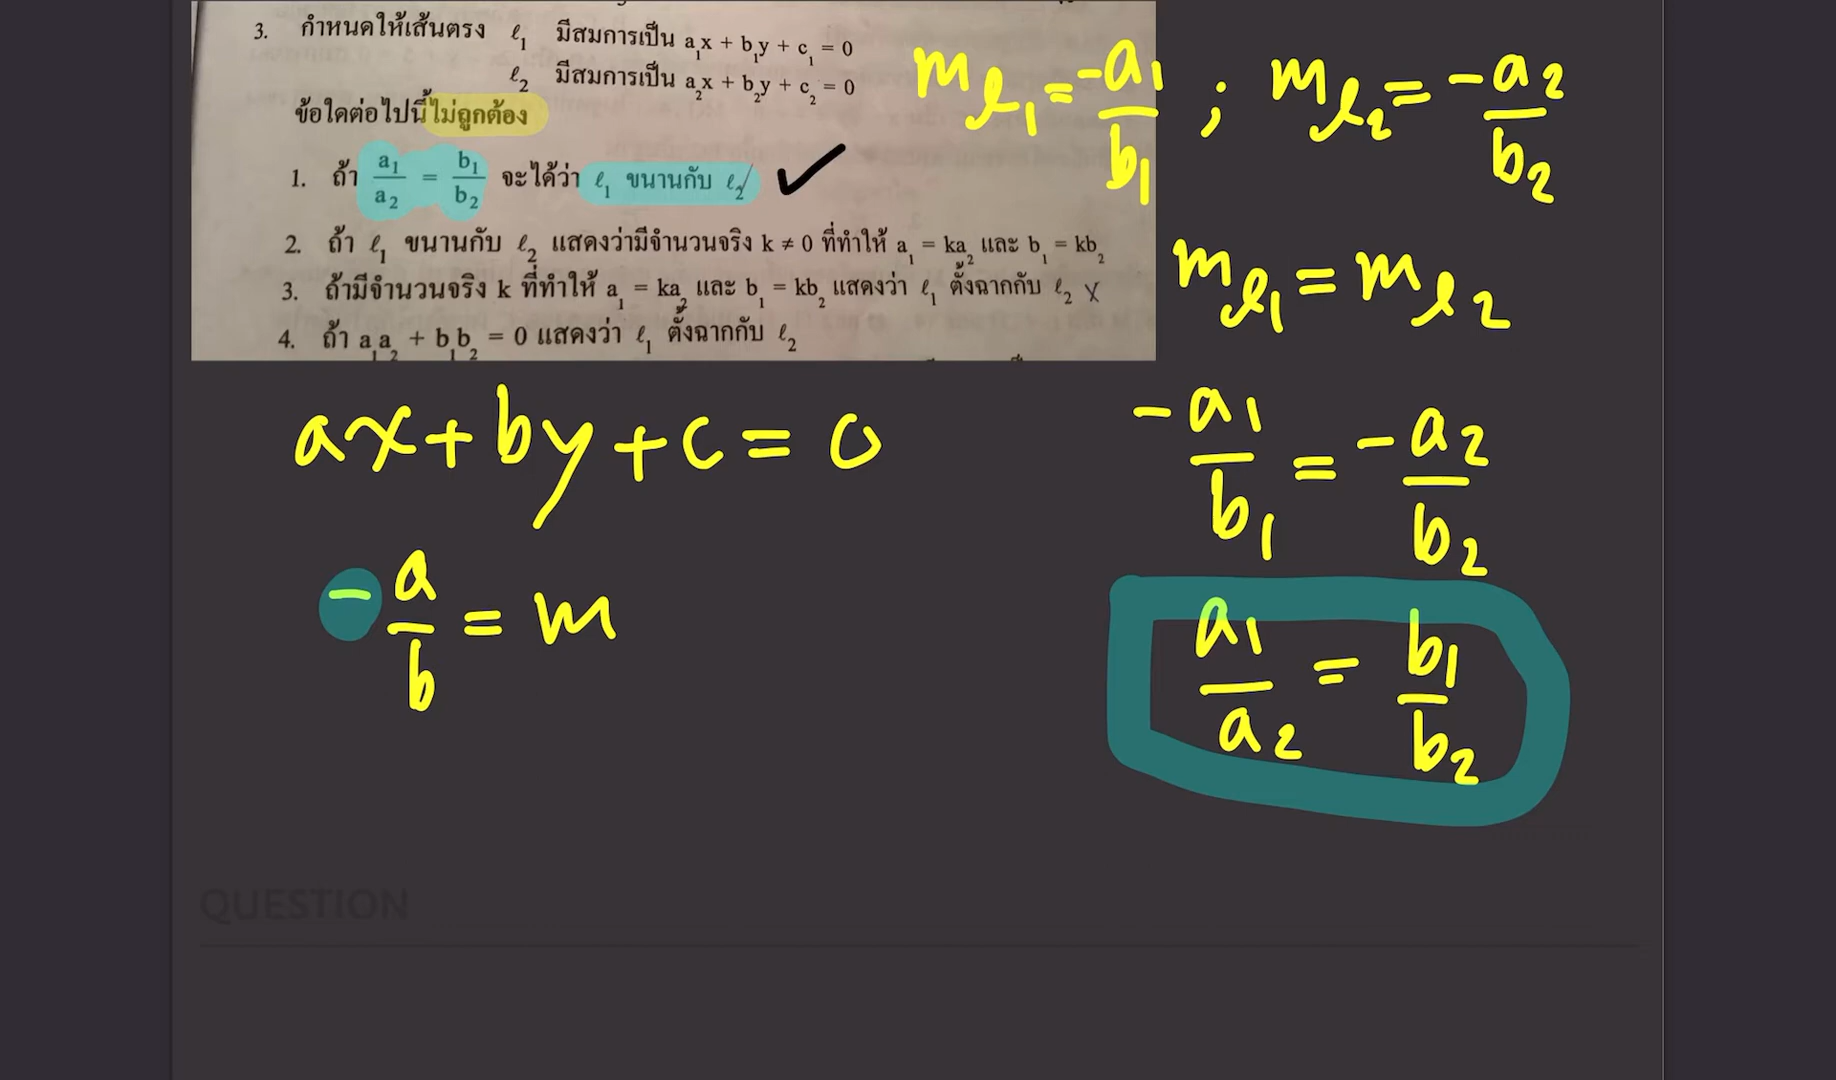 3. กำหนดให้เส้นตรง ℓ₁ มีสมการเป็น a₁x + b₁y + c₁ = 0
ℓ₂ มีสมการเป็น a₂x + b₂y + c₂ = 0
ข้อใดต่อไปนี้ไม่ถูกต้อง
1. ถ้า a₁/a₂ = b₁/b₂ จะได้ว่า ℓ₁ ขนานกับ ℓ₂ ✓
2. ถ้า ℓ₁ ขนานกับ ℓ₂ แสดงว่ามีจำนวนจริง k ≠ 0 ที่ทำให้ a₁ = ka₂ และ b₁ = kb₂
3. ถ้ามีจำนวนจริง k ที่ทำให้ a₁ = ka₂ และ b₁ = kb₂ แสดงว่า ℓ₁ ตั้งฉากกับ ℓ₂ x
4. ถ้า a₁a₂ + b₁b₂ = 0 แสดงว่า ℓ₁ ตั้งฉากกับ ℓ₂
ax+by+c=0
-a/b = m
mℓ₁ = -a₁/b₁ ; mℓ₂ = -a₂/b₂
mℓ₁ = mℓ₂
-a₁/b₁ = -a₂/b₂
a₁/a₂ = b₁/b₂
QUESTION